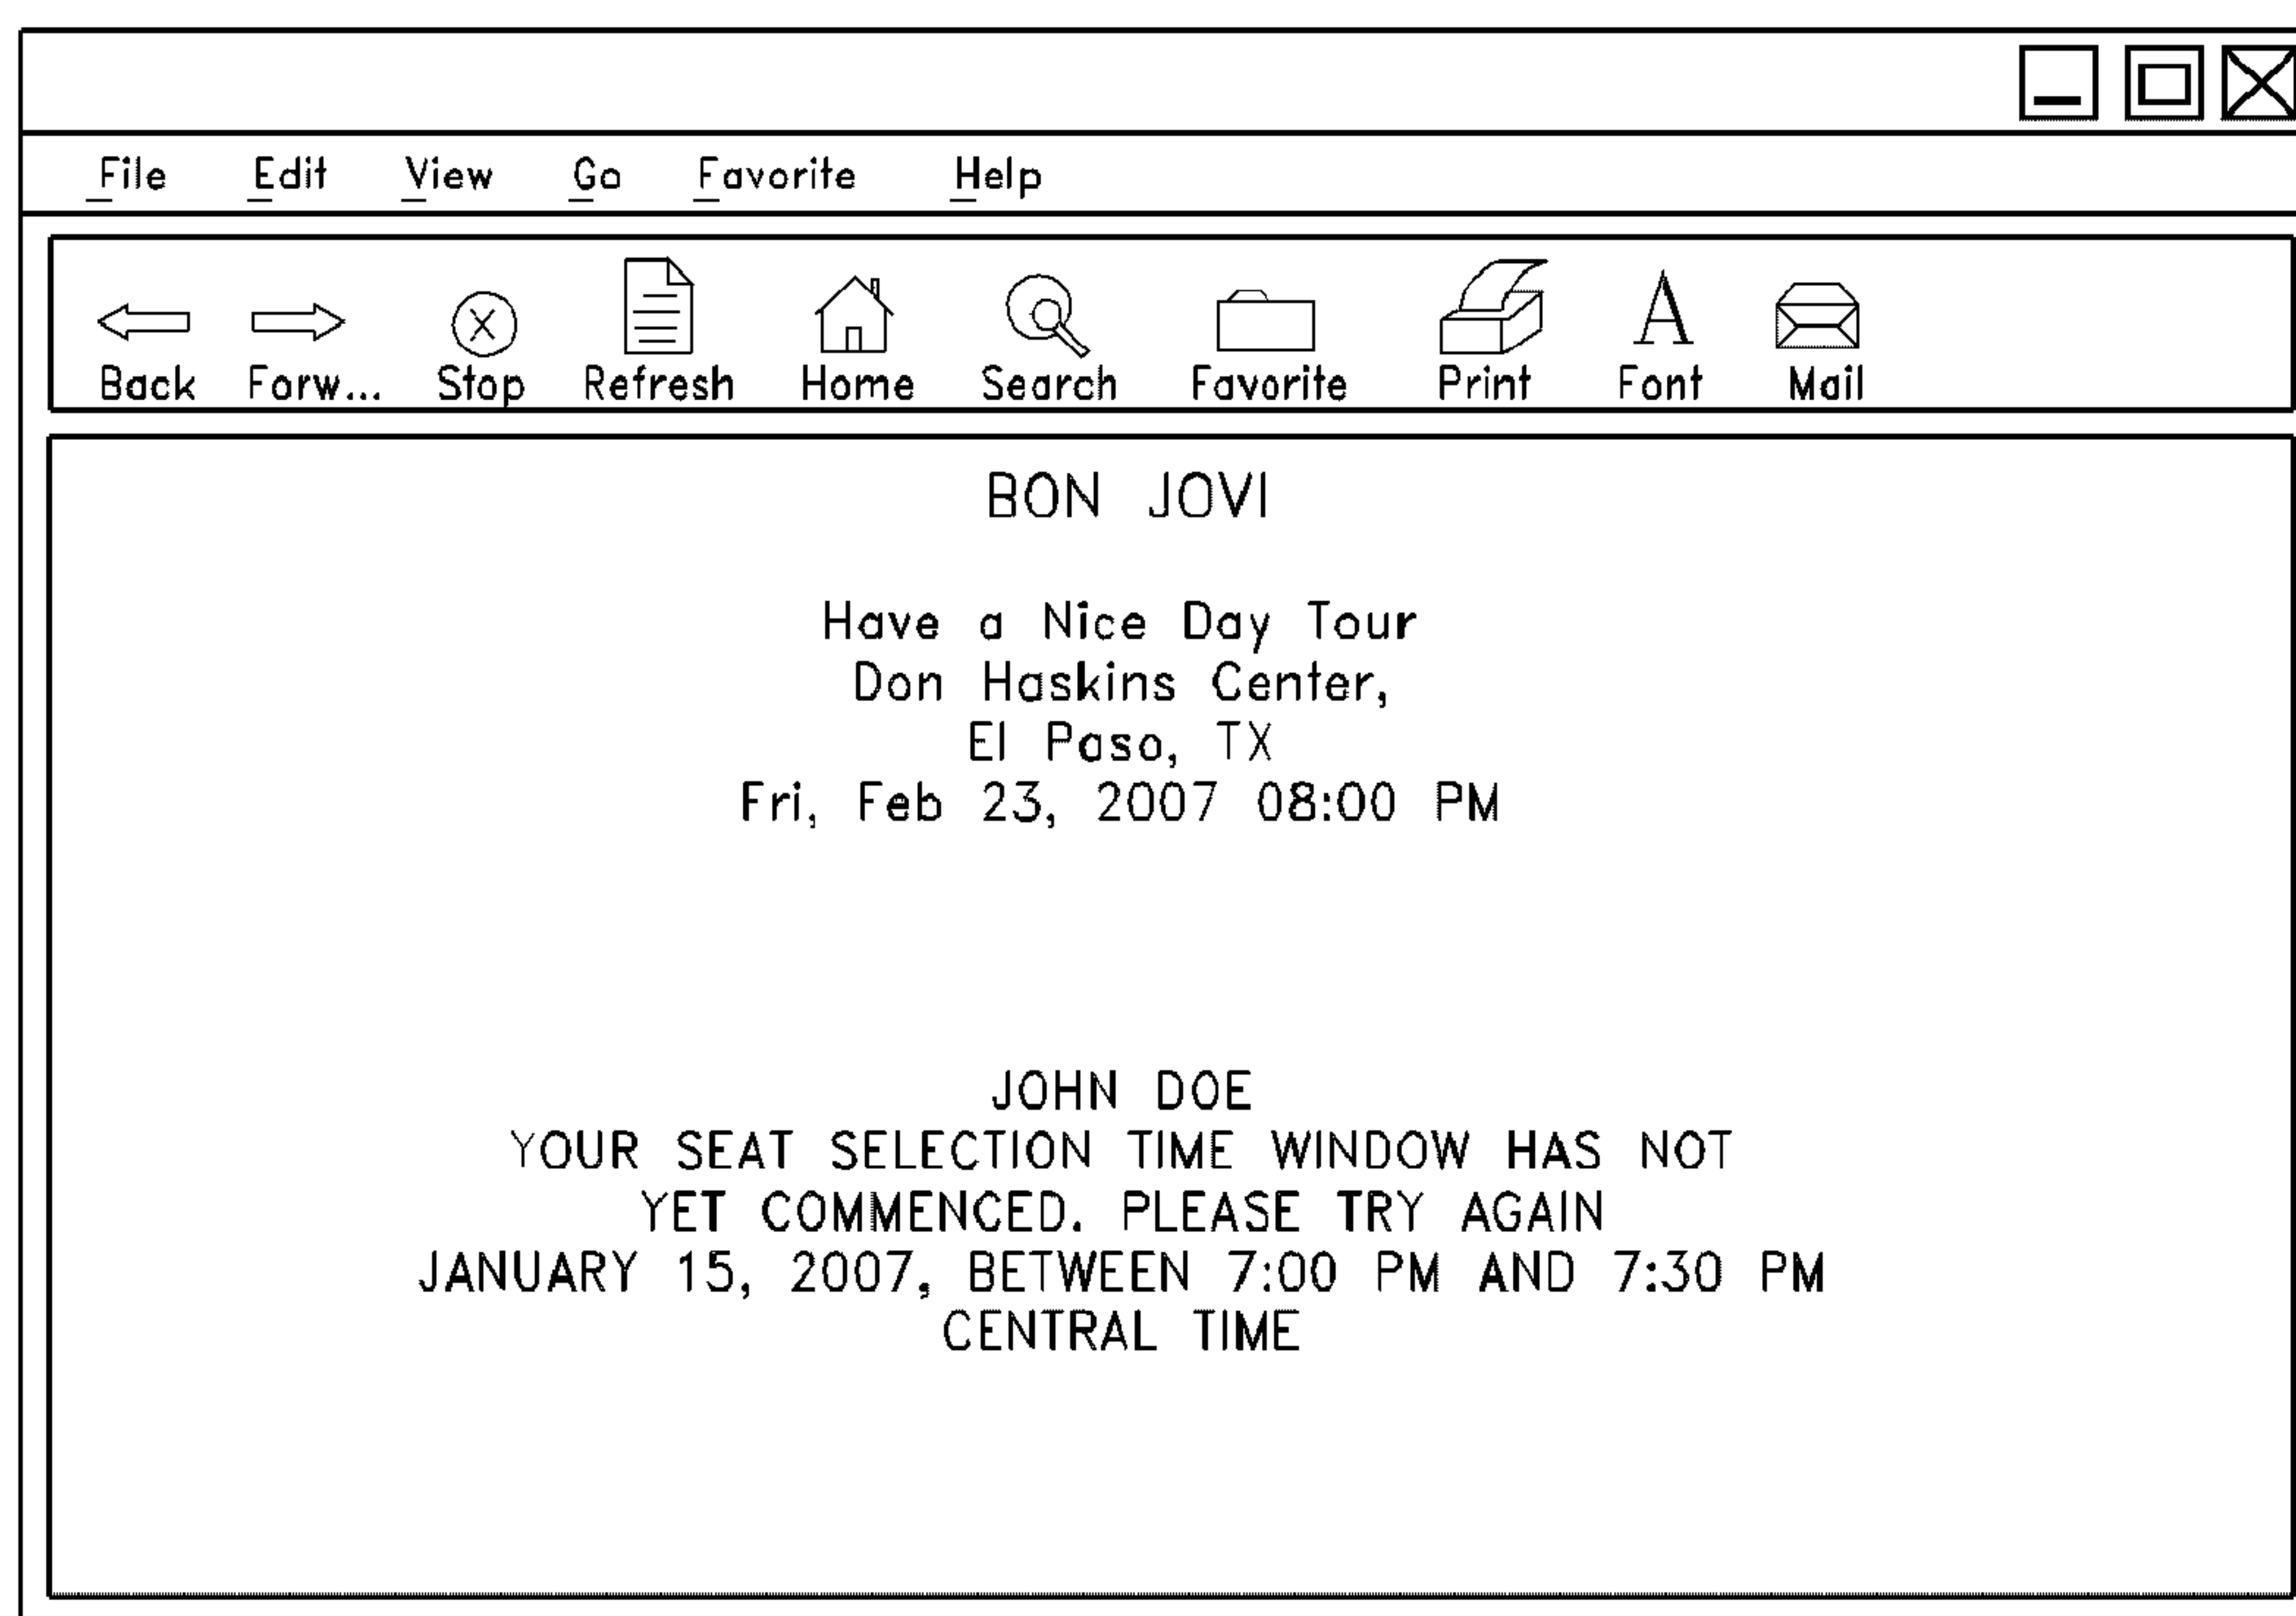 File Edit View Go Favorite Help
Back Forw... Stop Refresh Home Search Favorite Print Font Mail
BON JOVI
Have a Nice Day Tour
Don Haskins Center,
El Paso, TX
Fri, Feb 23, 2007 08:00 PM
JOHN DOE
YOUR SEAT SELECTION TIME WINDOW HAS NOT
YET COMMENCED. PLEASE TRY AGAIN
JANUARY 15, 2007, BETWEEN 7:00 PM AND 7:30 PM
CENTRAL TIME